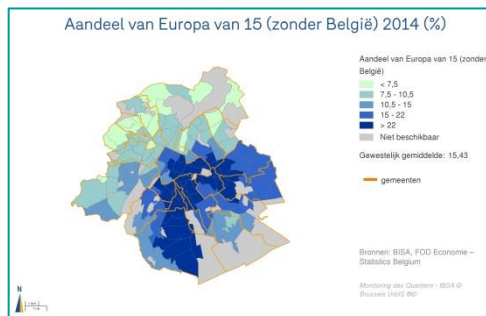 Aandeel van Europa van 15 (zonder België) 2014 (%)
Aandeel van Europa van 15 (zonder
België)
< 7,5
7,5 - 10,5
10,5 - 15
15 - 22
> 22
Niet beschikbaar
Gewestelijk gemiddelde: 15,43
gemeenten
Bronnen: BISA, FOD Economie –
Statistics Belgium
Monitoring des Quartiers - IBSA ©
Brussels UrbIS ®©
N